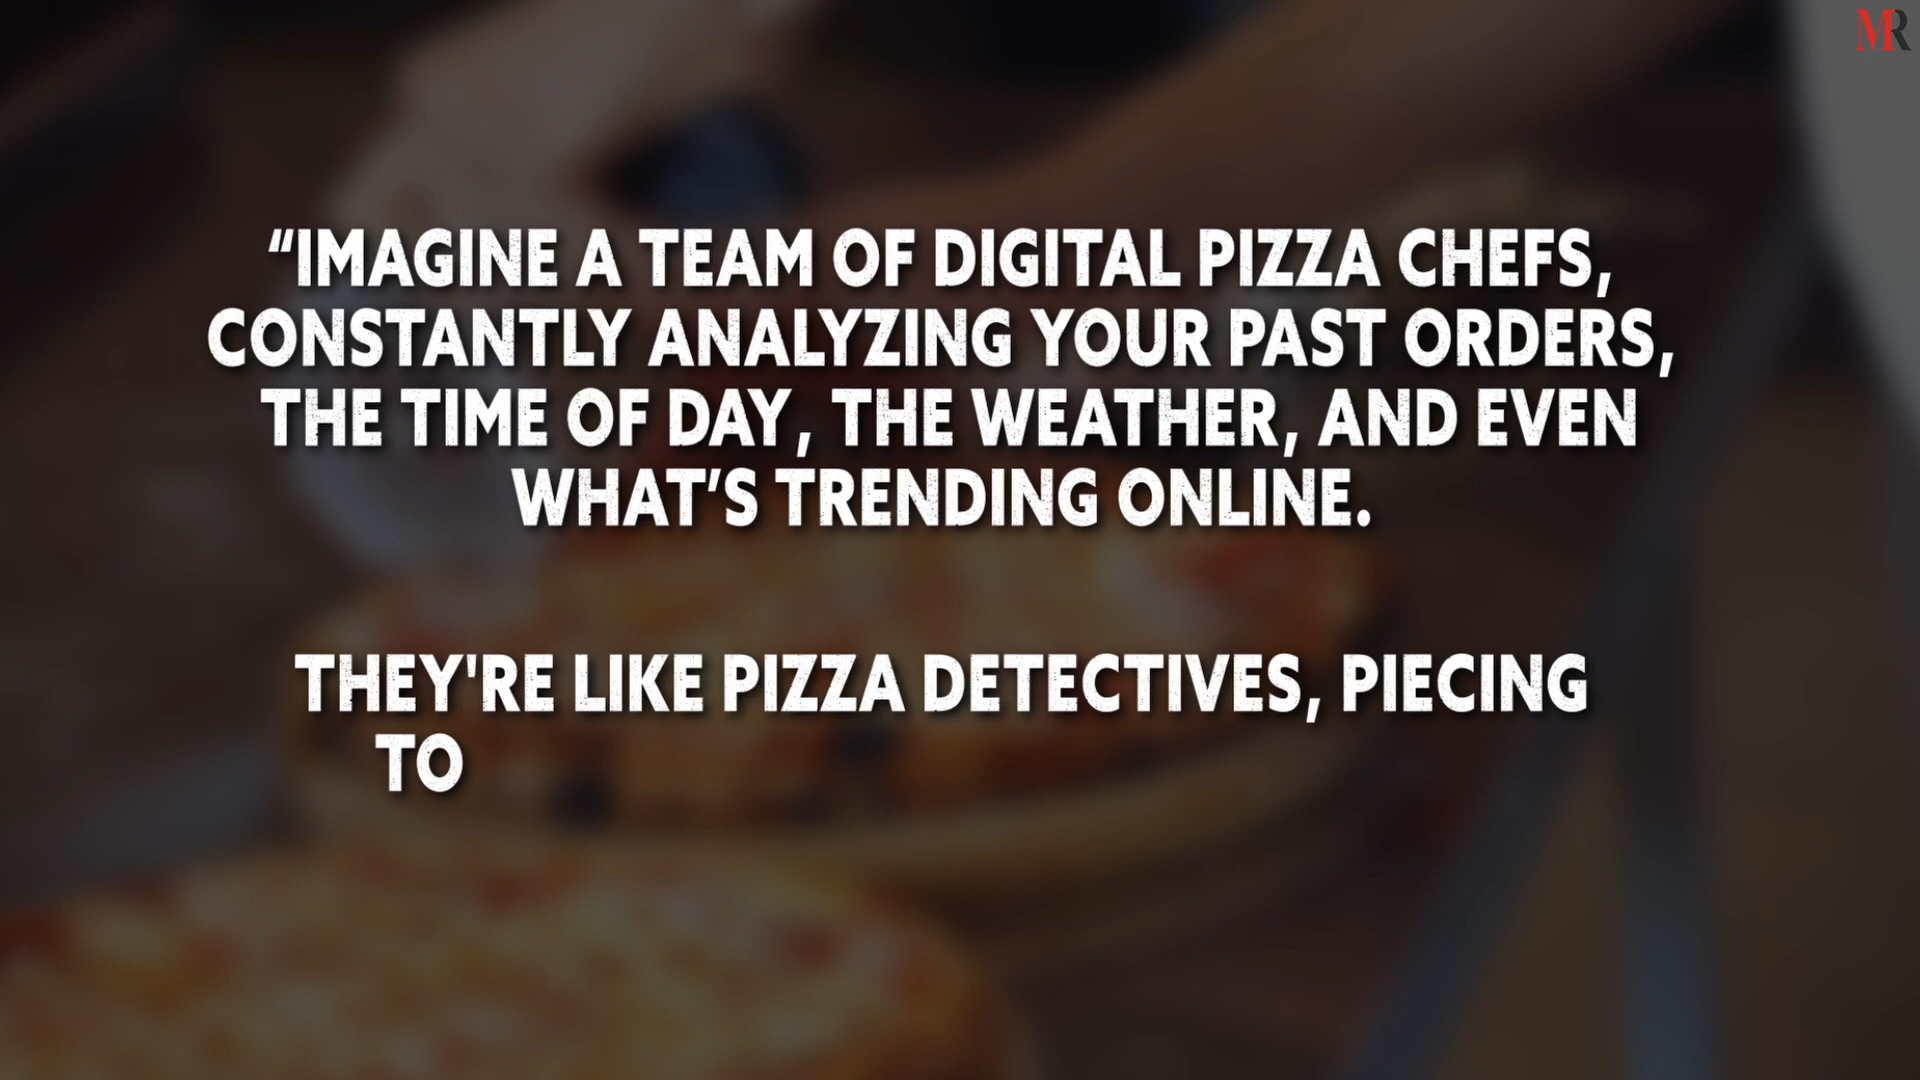 MR
“IMAGINE A TEAM OF DIGITAL PIZZA CHEFS,
CONSTANTLY ANALYZING YOUR PAST ORDERS,
THE TIME OF DAY, THE WEATHER, AND EVEN
WHAT’S TRENDING ONLINE.
THEY'RE LIKE PIZZA DETECTIVES, PIECING
TO